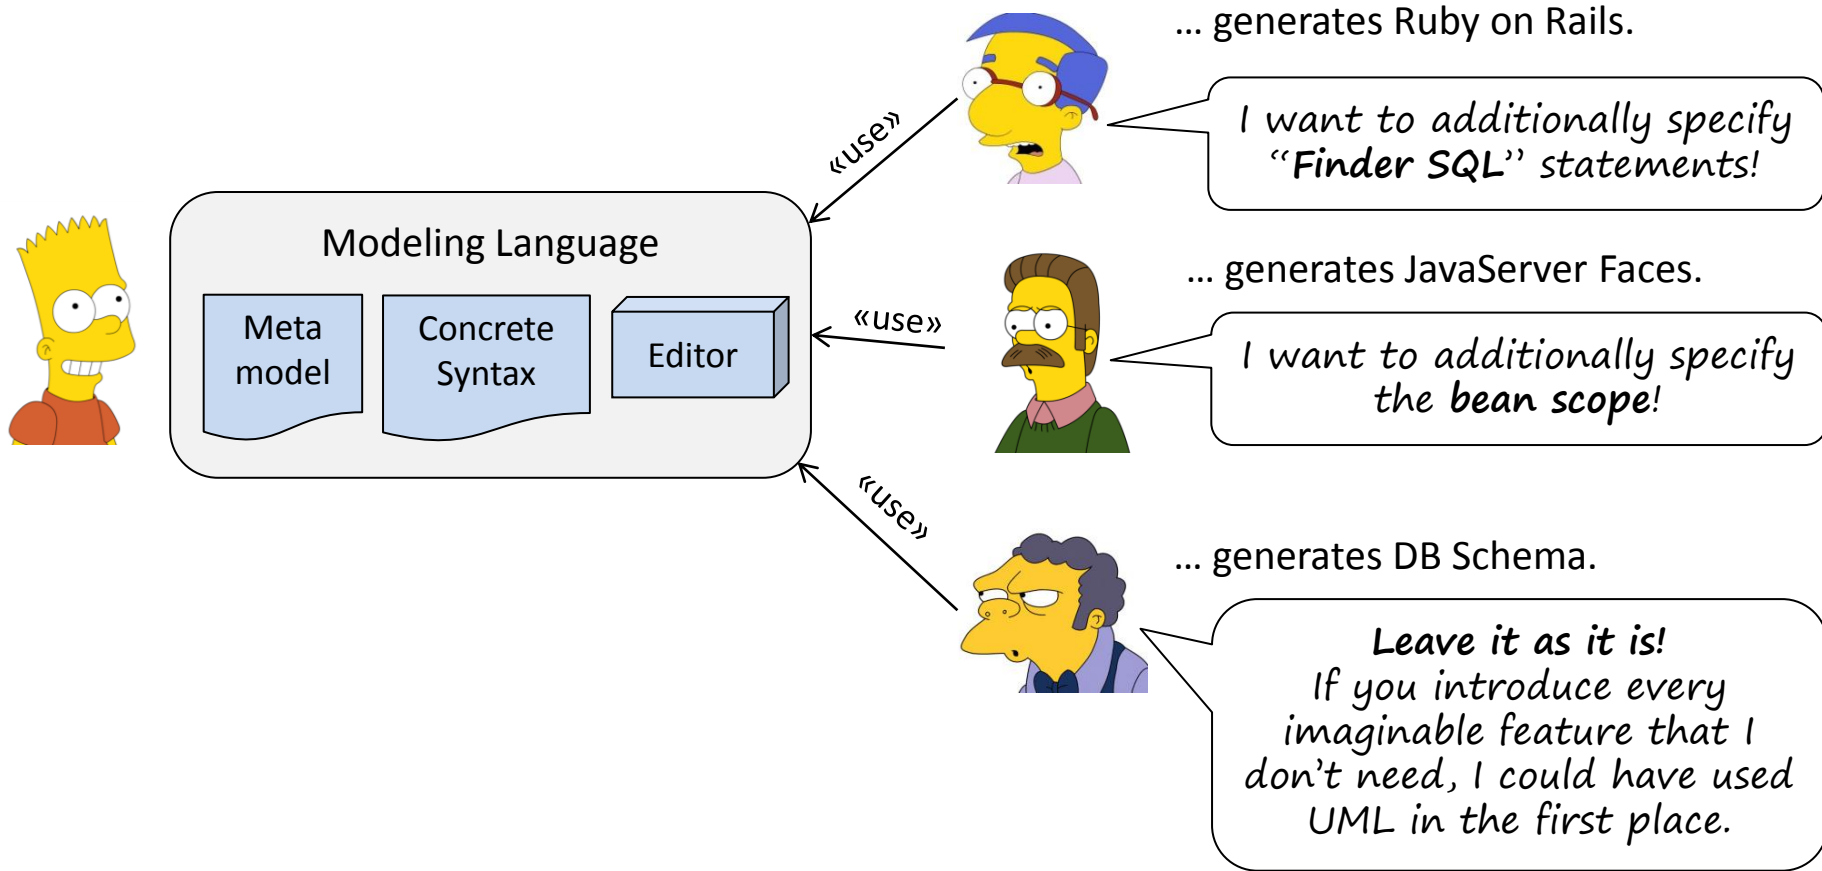 ... generates Ruby on Rails.
I want to additionally specify
“Finder SQL” statements!
«use»
Modeling Language
Meta
model
Concrete
Syntax
Editor
«use»
... generates JavaServer Faces.
I want to additionally specify
the bean scope!
«use»
... generates DB Schema.
Leave it as it is!
If you introduce every
imaginable feature that I
don’t need, I could have used
UML in the first place.